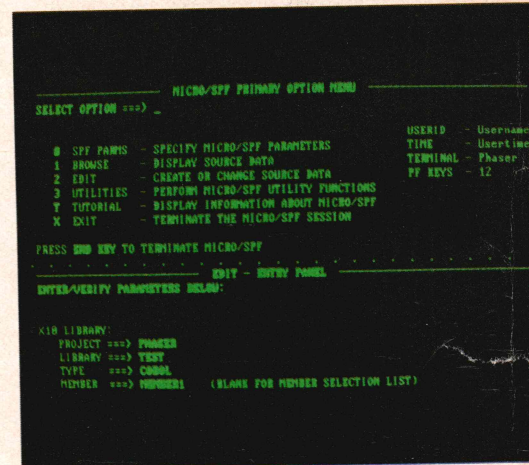 MICRO/SPF PRIMARY OPTION MENU
SELECT OPTION ===> _
USERID - Username
0 SPF PARMS - SPECIFY MICRO/SPF PARAMETERS TIME - Usertime
1 BROWSE - DISPLAY SOURCE DATA TERMINAL - Phaser
2 EDIT - CREATE OR CHANGE SOURCE DATA PF KEYS - 12
3 UTILITIES - PERFORM MICRO/SPF UTILITY FUNCTIONS
T TUTORIAL - DISPLAY INFORMATION ABOUT MICRO/SPF
X EXIT - TERMINATE THE MICRO/SPF SESSION
PRESS END KEY TO TERMINATE MICRO/SPF
EDIT - ENTRY PANEL
ENTER/VERIFY PARAMETERS BELOW:
X10 LIBRARY:
PROJECT ===> PHASER
LIBRARY ===> TEST
TYPE ===> COBOL
MEMBER ===> MEMBER1 (BLANK FOR MEMBER SELECTION LIST)